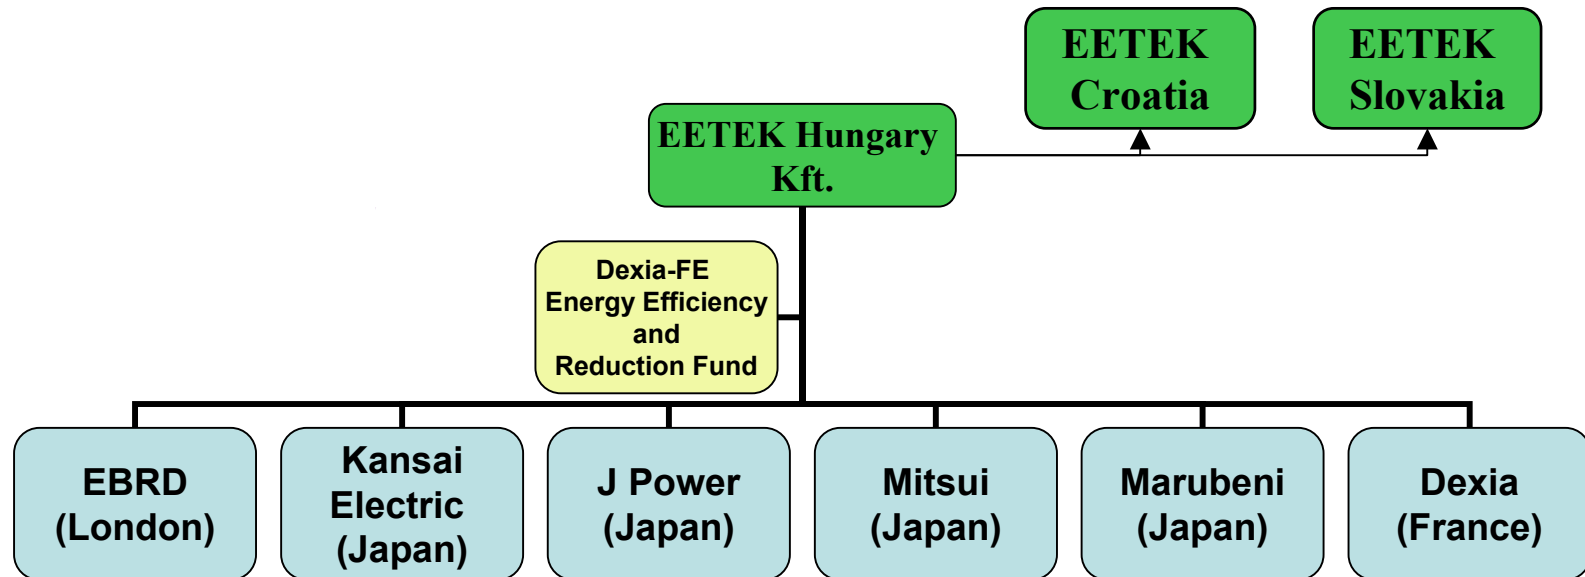 EETEK
Croatia
EETEK
Slovakia
EETEK Hungary
Kft.
Dexia-FE
Energy Efficiency
and
Reduction Fund
EBRD
(London)
Kansai
Electric
(Japan)
J Power
(Japan)
Mitsui
(Japan)
Marubeni
(Japan)
Dexia
(France)